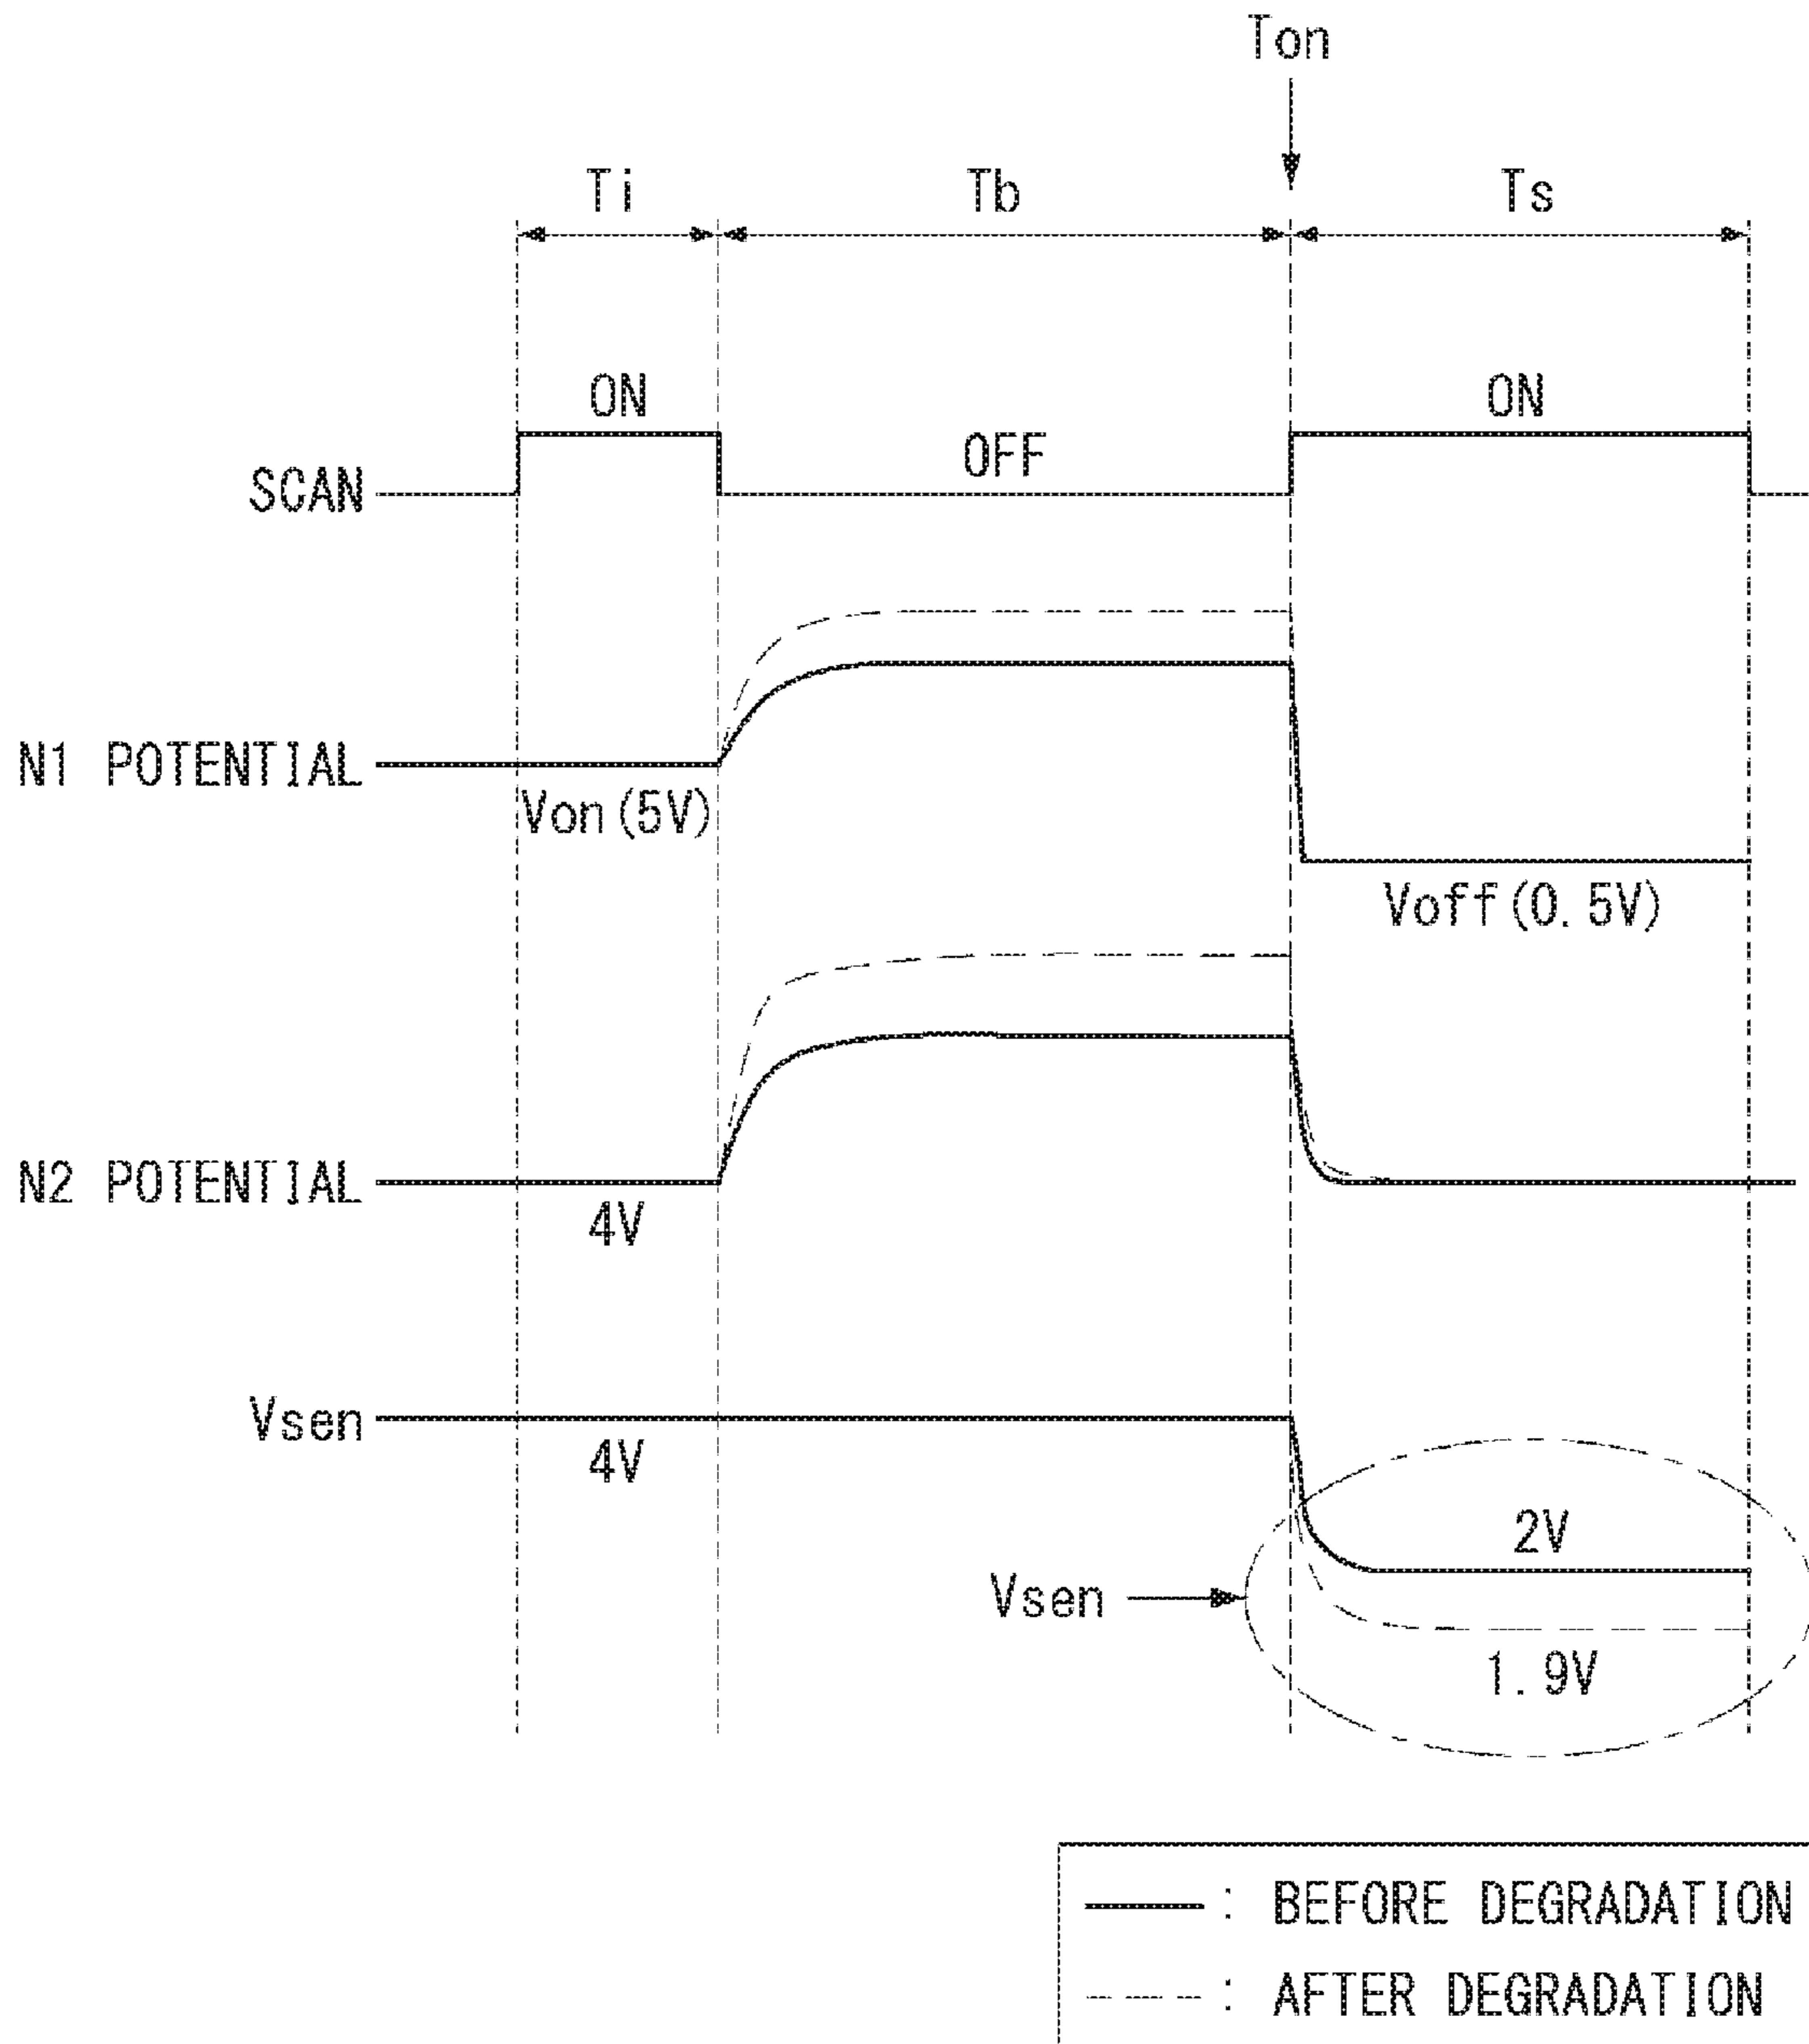 Ton
Ti Tb Ts
ON ON
OFF
SCAN
N1 POTENTIAL
Von(5V)
Voff(0.5V)
N2 POTENTIAL
4V
Vsen
4V
2V
Vsen
1.9V
: BEFORE DEGRADATION
: AFTER DEGRADATION